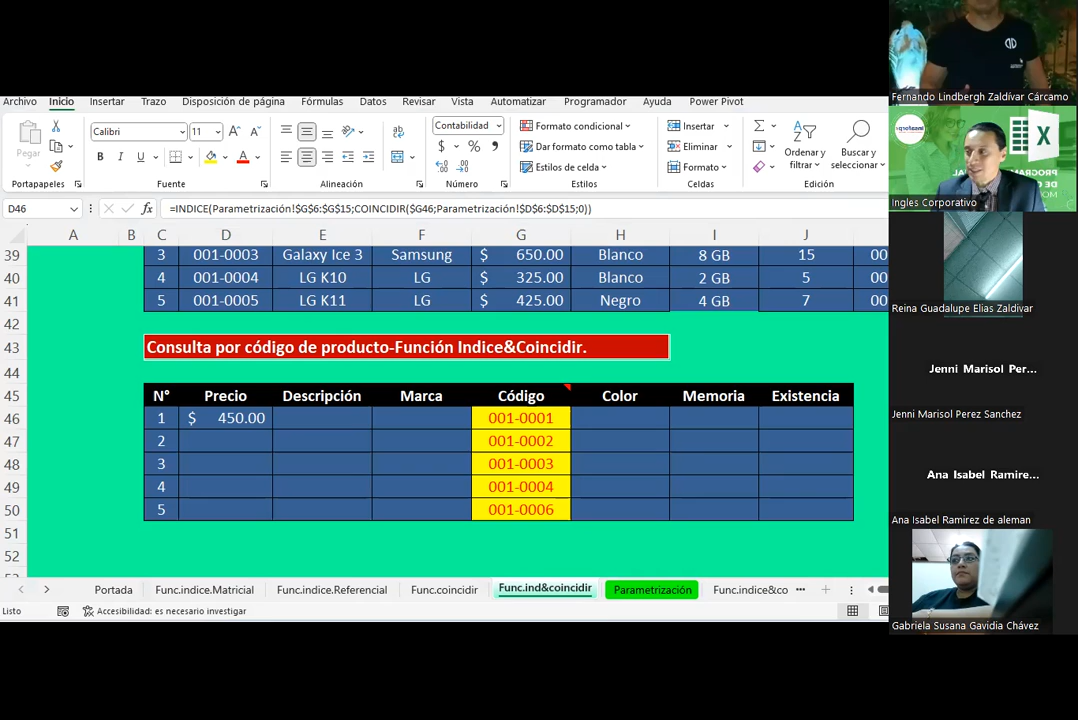 Archivo Inicio Insertar Trazo Disposición de página Fórmulas Datos Revisar Vista Automatizar Programador Ayuda Power Pivot
Pegar
Calibri 11
N K S
Contabilidad
$ % 000
Formato condicional
Dar formato como tabla
Estilos de celda
Insertar
Eliminar
Formato
Ordenar y filtrar
Buscar y seleccionar
Portapapeles Fuente Alineación Número Estilos Celdas Edición
D46 fx =INDICE(Parametrización!$G$6:$G$15;COINCIDIR($G46;Parametrización!$D$6:$D$15;0))
A B C D E F G H I J
39 3 001-0003 Galaxy Ice 3 Samsung $ 650.00 Blanco 8 GB 15 00
40 4 001-0004 LG K10 LG $ 325.00 Blanco 2 GB 5 00
41 5 001-0005 LG K11 LG $ 425.00 Negro 4 GB 7 00
42
43 Consulta por código de producto-Función Indice&Coincidir.
44
45 N° Precio Descripción Marca Código Color Memoria Existencia
46 1 $ 450.00 001-0001
47 2 001-0002
48 3 001-0003
49 4 001-0004
50 5 001-0006
51
52
Portada Func.indice.Matricial Func.indice.Referencial Func.coincidir Func.ind&coincidir Parametrización Func.indice&co ...
Listo Accesibilidad: es necesario investigar
Fernando Lindbergh Zaldívar Cárcamo
Ingles Corporativo
Reina Guadalupe Elias Zaldivar
Jenni Marisol Per...
Jenni Marisol Perez Sanchez
Ana Isabel Ramire...
Ana Isabel Ramirez de aleman
Gabriela Susana Gavidia Chávez